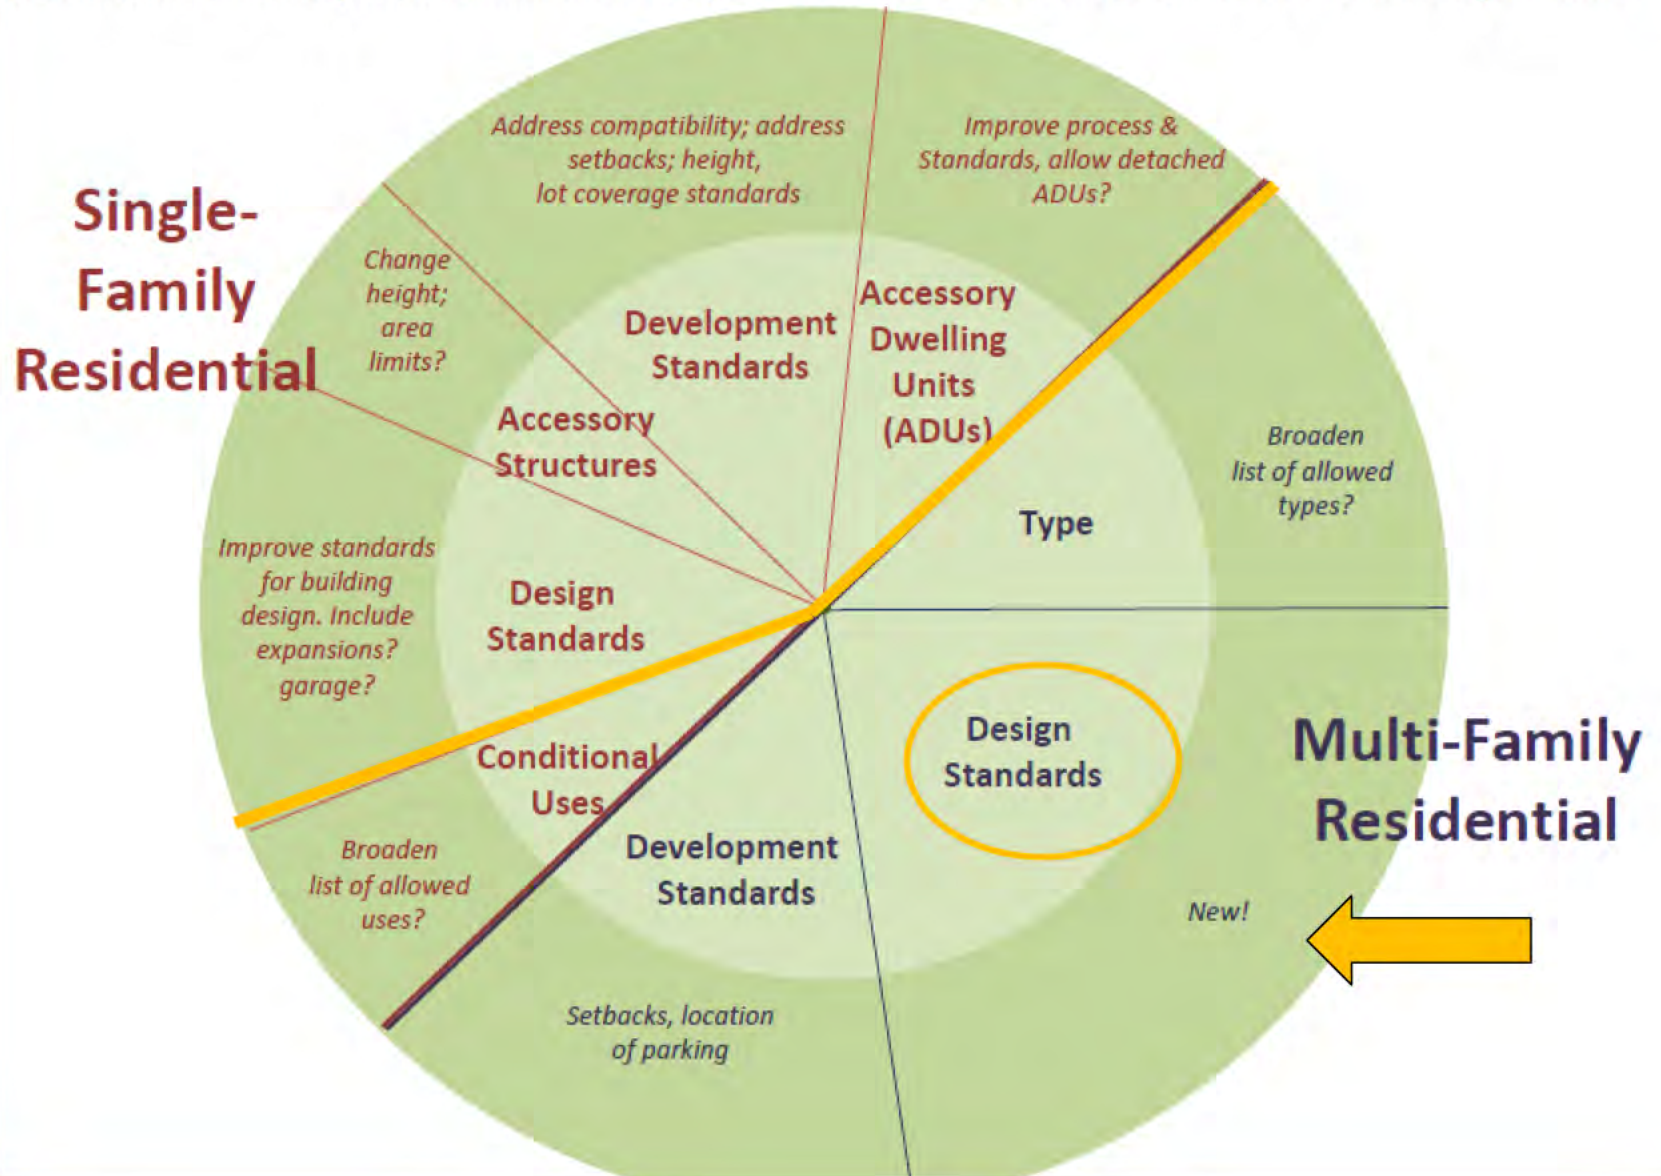 Address compatibility; address
setbacks; height,
lot coverage standards
Improve process &
Standards, allow detached
ADUs?
Single-
Family
Residential
Change
height;
area
limits?
Development
Standards
Accessory
Dwelling
Units
(ADUs)
Accessory
Structures
Broaden
list of allowed
types?
Type
Improve standards
for building
design. Include
expansions?
garage?
Design
Standards
Conditional
Uses
Broaden
list of allowed
uses?
Development
Standards
Setbacks, location
of parking
Design
Standards
Multi-Family
Residential
New!